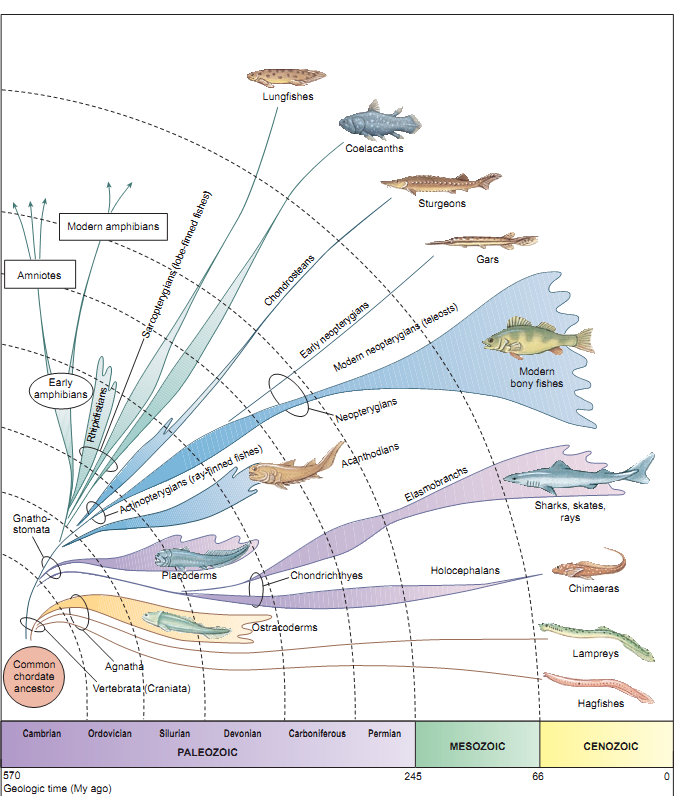 Lungfishes
Coelacanths
Sturgeons
Gars
Modern amphibians
Amniotes
Sarcopterygians (lobe-finned fishes)
Chondrosteans
Early neopterygians
Modern neopterygians (teleosts)
Modern
bony fishes
Early
amphibians
Rhipidistians
Neopterygians
Actinopterygians (ray-finned fishes)
Acanthodians
Elasmobranchs
Sharks, skates,
rays
Gnatho-
stomata
Placoderms
Chondrichthyes
Holocephalans
Chimaeras
Ostracoderms
Lampreys
Agnatha
Vertebrata (Craniata)
Common
chordate
ancestor
Hagfishes
Cambrian Ordovician Silurian Devonian Carboniferous Permian
PALEOZOIC MESOZOIC CENOZOIC
570 245 66 0
Geologic time (My ago)